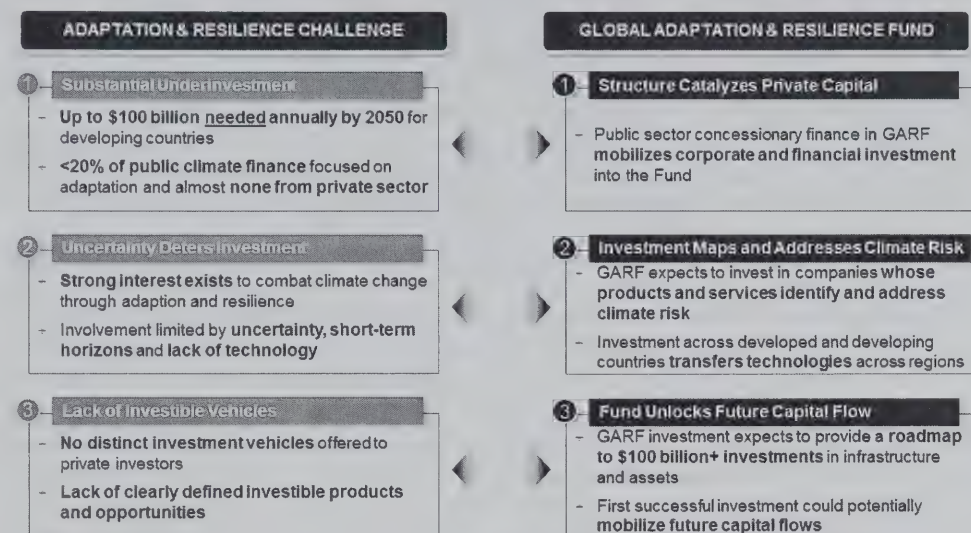 ADAPTATION & RESILIENCE CHALLENGE
1 Substantial Underinvestment
- Up to $100 billion needed annually by 2050 for
developing countries
- <20% of public climate finance focused on
adaptation and almost none from private sector
2 Uncertainty Deters Investment
- Strong interest exists to combat climate change
through adaption and resilience
- Involvement limited by uncertainty, short-term
horizons and lack of technology
3 Lack of Investible Vehicles
- No distinct investment vehicles offered to
private investors
- Lack of clearly defined investible products
and opportunities
GLOBAL ADAPTATION & RESILIENCE FUND
1 Structure Catalyzes Private Capital
- Public sector concessionary finance in GARF
mobilizes corporate and financial investment
into the Fund
2 Investment Maps and Addresses Climate Risk
- GARF expects to invest in companies whose
products and services identify and address
climate risk
- Investment across developed and developing
countries transfers technologies across regions
3 Fund Unlocks Future Capital Flow
- GARF investment expects to provide a roadmap
to $100 billion+ investments in infrastructure
and assets
- First successful investment could potentially
mobilize future capital flows